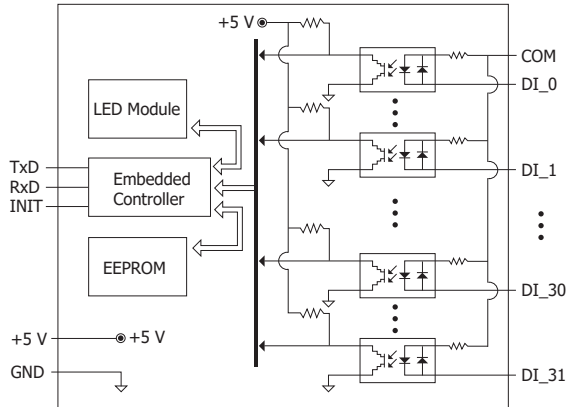 +5 V
COM
DI_0
LED Module
DI_1
TxD
RxD
INIT
Embedded
Controller
EEPROM
DI_30
+5 V
+5 V
GND
DI_31